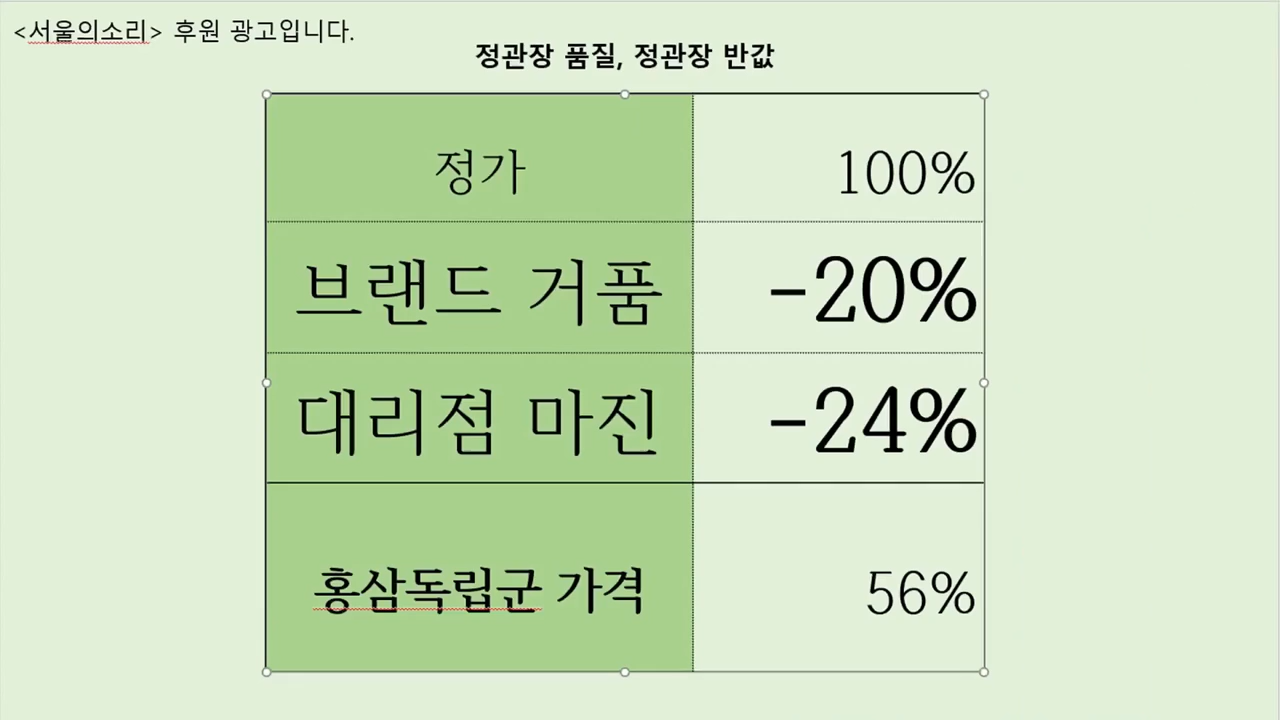 <서울의소리> 후원 광고입니다.
정관장 품질, 정관장 반값
정가 100%
브랜드 거품 -20%
대리점 마진 -24%
홍삼독립군 가격 56%